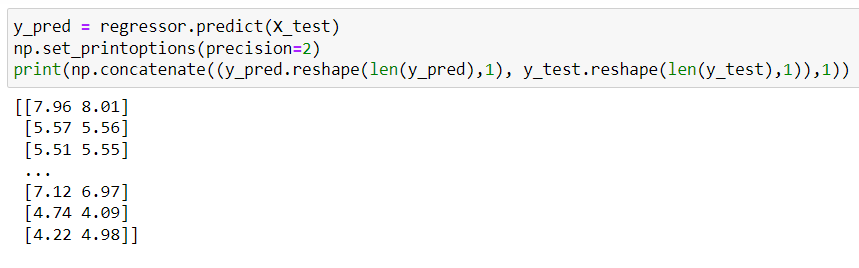 y_pred = regressor.predict(X_test)
np.set_printoptions(precision=2)
print(np.concatenate((y_pred.reshape(len(y_pred),1), y_test.reshape(len(y_test),1)),1))
[[7.96 8.01]
 [5.57 5.56]
 [5.51 5.55]
 ...
 [7.12 6.97]
 [4.74 4.09]
 [4.22 4.98]]